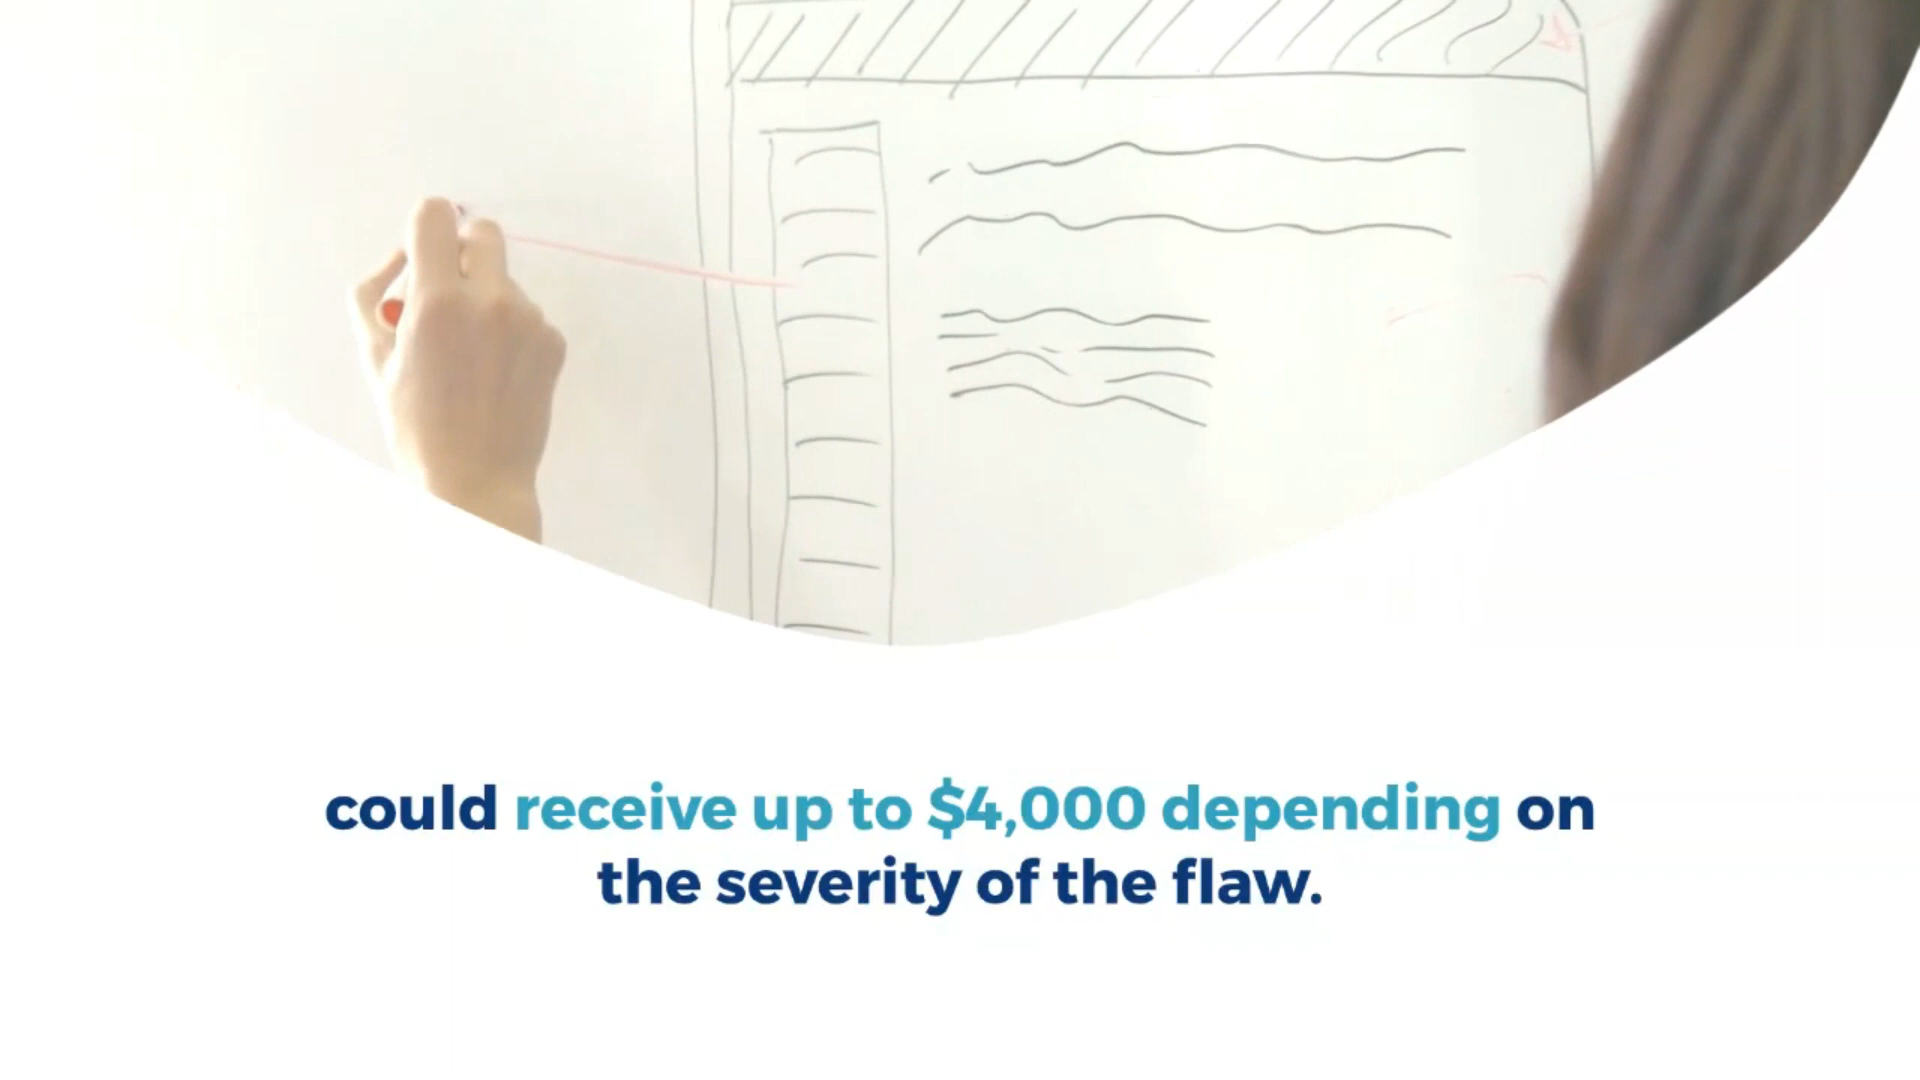 could receive up to $4,000 depending on
the severity of the flaw.